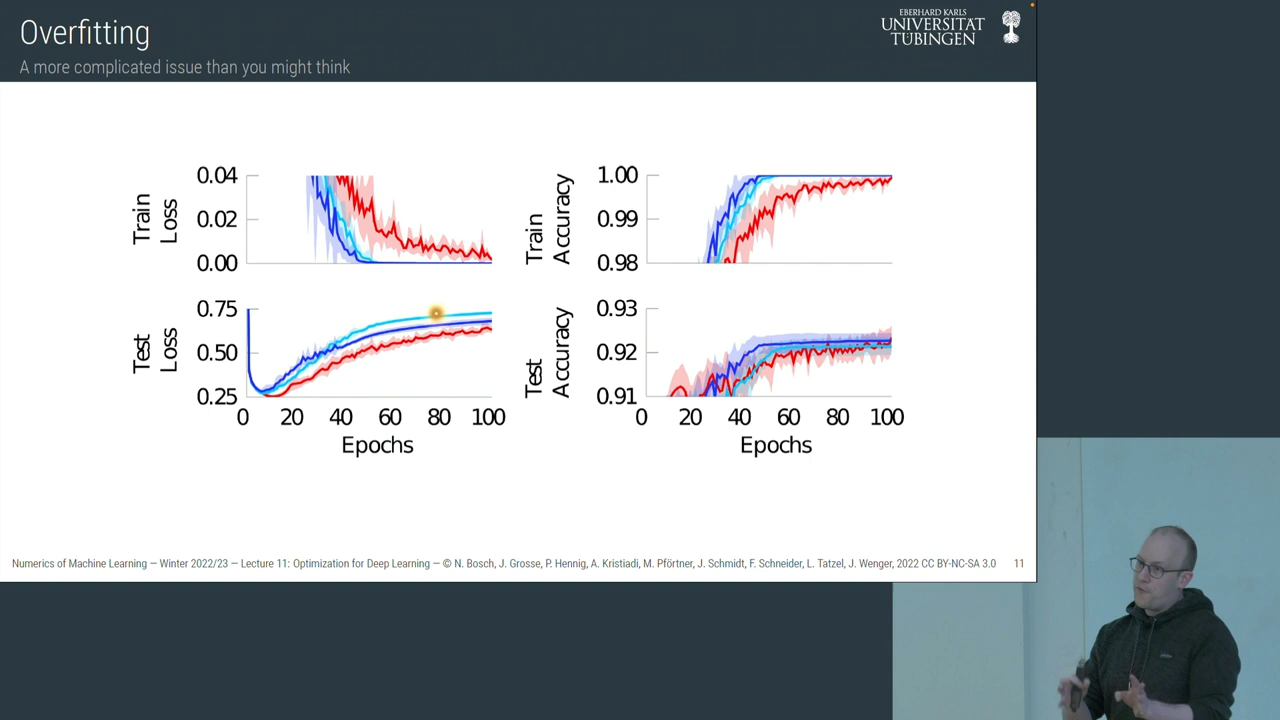 Overfitting
A more complicated issue than you might think
EBERHARD KARLS
UNIVERSITÄT
TÜBINGEN
Train
Loss
0.04
0.02
0.00
Train
Accuracy
1.00
0.99
0.98
Test
Loss
0.75
0.50
0.25
0 20 40 60 80 100
Epochs
Test
Accuracy
0.93
0.92
0.91
0 20 40 60 80 100
Epochs
Numerics of Machine Learning — Winter 2022/23 — Lecture 11: Optimization for Deep Learning — © N. Bosch, J. Grosse, P. Hennig, A. Kristiadi, M. Pförtner, J. Schmidt, F. Schneider, L. Tatzel, J. Wenger, 2022 CC BY-NC-SA 3.0 11